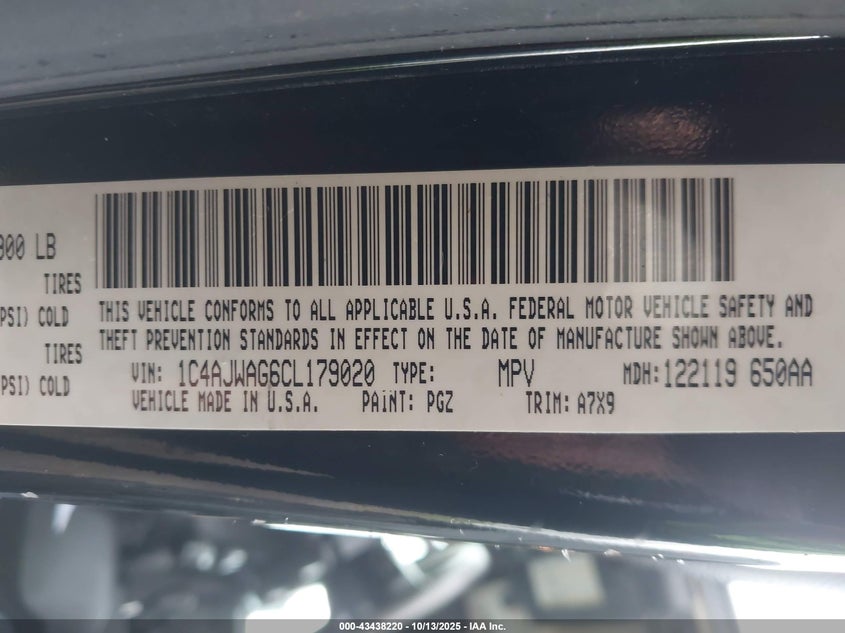 800 LB
TIRES
PSI) COLD
TIRES
PSI) COLD
THIS VEHICLE CONFORMS TO ALL APPLICABLE U.S.A. FEDERAL MOTOR VEHICLE SAFETY AND
THEFT PREVENTION STANDARDS IN EFFECT ON THE DATE OF MANUFACTURE SHOWN ABOVE.
VIN: 1C4AJWAG6CL179020 TYPE: MPV MDH: 122119 650AA
VEHICLE MADE IN U.S.A. PAINT: PGZ TRIM: A7X9
000-43438220 - 10/13/2025 - IAA Inc.